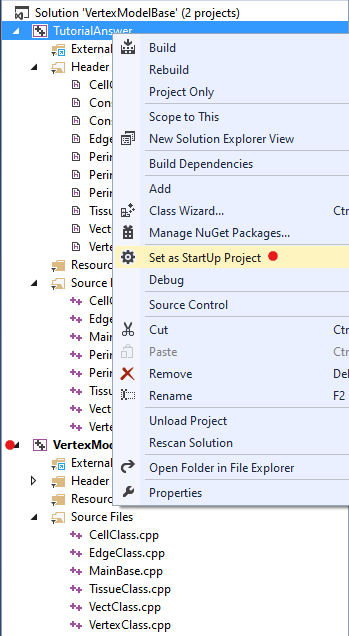 Solution 'VertexModelBase' (2 projects)
TutorialAnswer
External
Build
Header
Rebuild
CellC
Project Only
Cons
Scope to This
Cons
New Solution Explorer View
Edge
Perin
Build Dependencies
Perin
Add
Perin
Class Wizard... Ctr
Tissu
Manage NuGet Packages...
Vect
Verte
Set as StartUp Project
Resour
Debug
Source F
Source Control
CellC
Edge
Cut Ctr
Main
Paste Ctr
Perin
Remove Del
Perin
Rename F2
Tissu
Vect
Unload Project
Verte
Rescan Solution
VertexMod
External
Open Folder in File Explorer
Header
Resour
Properties
Source Files
CellClass.cpp
EdgeClass.cpp
MainBase.cpp
TissueClass.cpp
VectClass.cpp
VertexClass.cpp